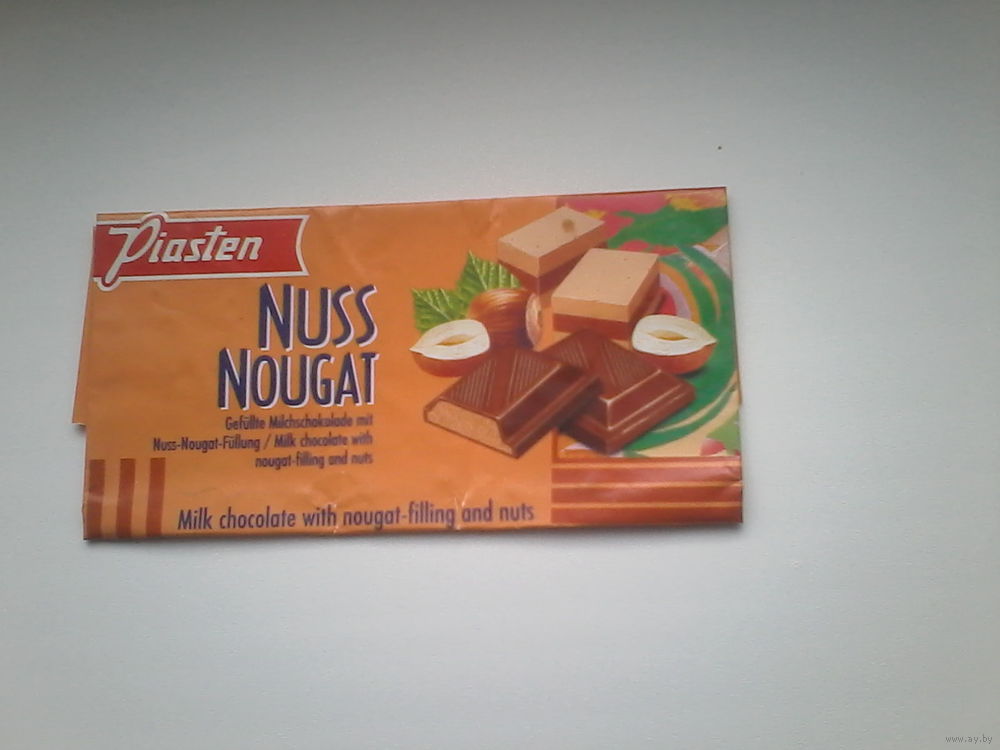 Piasten
NUSS
NOUGAT
Gefüllte Milchschokolade mit
Nuss-Nougat-Füllung / Milk chocolate with
nougat-filling and nuts
Milk chocolate with nougat-filling and nuts
www.ay.by